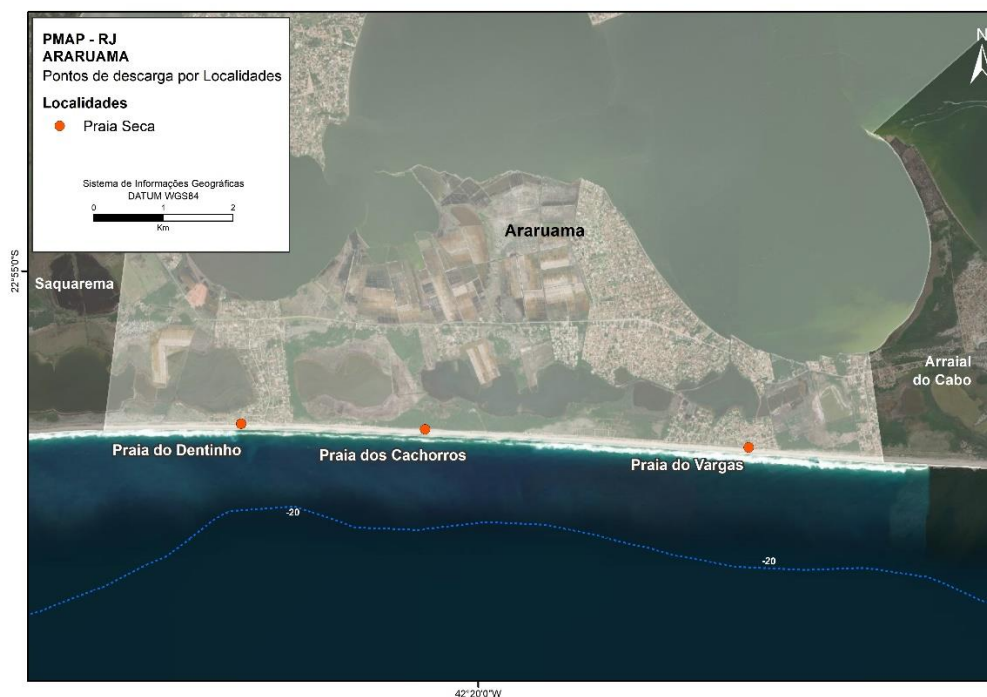 PMAP - RJ
ARARUAMA
Pontos de descarga por Localidades
Localidades
Praia Seca
Sistema de Informações Geográficas
DATUM WGS84
0 1 2
Km
N
Araruama
22°55'0"S
Saquarema
Arraial
do Cabo
Praia do Dentinho
Praia dos Cachorros
Praia do Vargas
-20
-20
42°20'0"W